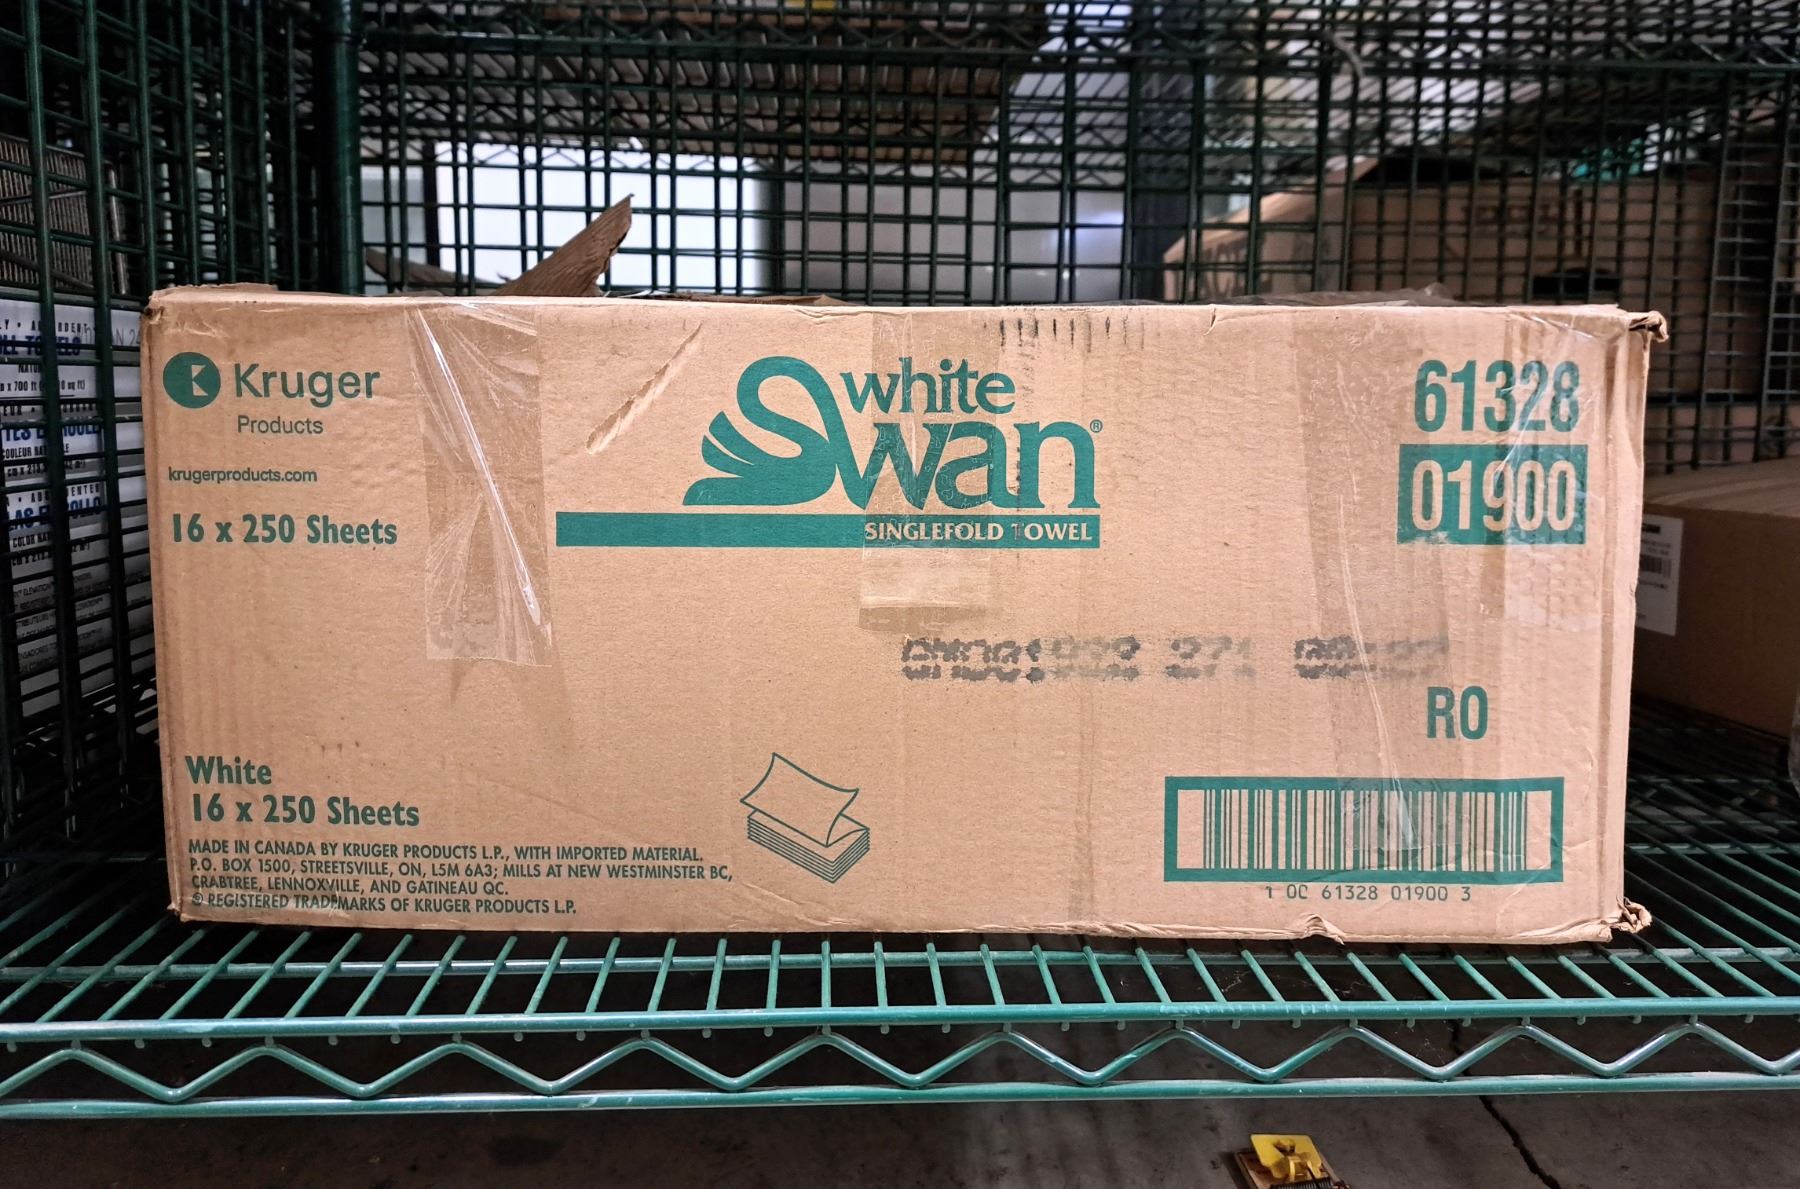 Kruger
Products
krugerproducts.com
16 x 250 Sheets
white
Swan®
SINGLEFOLD TOWEL
61328
01900
RO
White
16 x 250 Sheets
MADE IN CANADA BY KRUGER PRODUCTS L.P., WITH IMPORTED MATERIAL.
P.O. BOX 1500, STREETSVILLE, ON, L5M 6A3; MILLS AT NEW WESTMINSTER BC,
CRABTREE, LENNOXVILLE, AND GATINEAU QC.
® REGISTERED TRADEMARKS OF KRUGER PRODUCTS L.P.
1 00 61328 01900 3